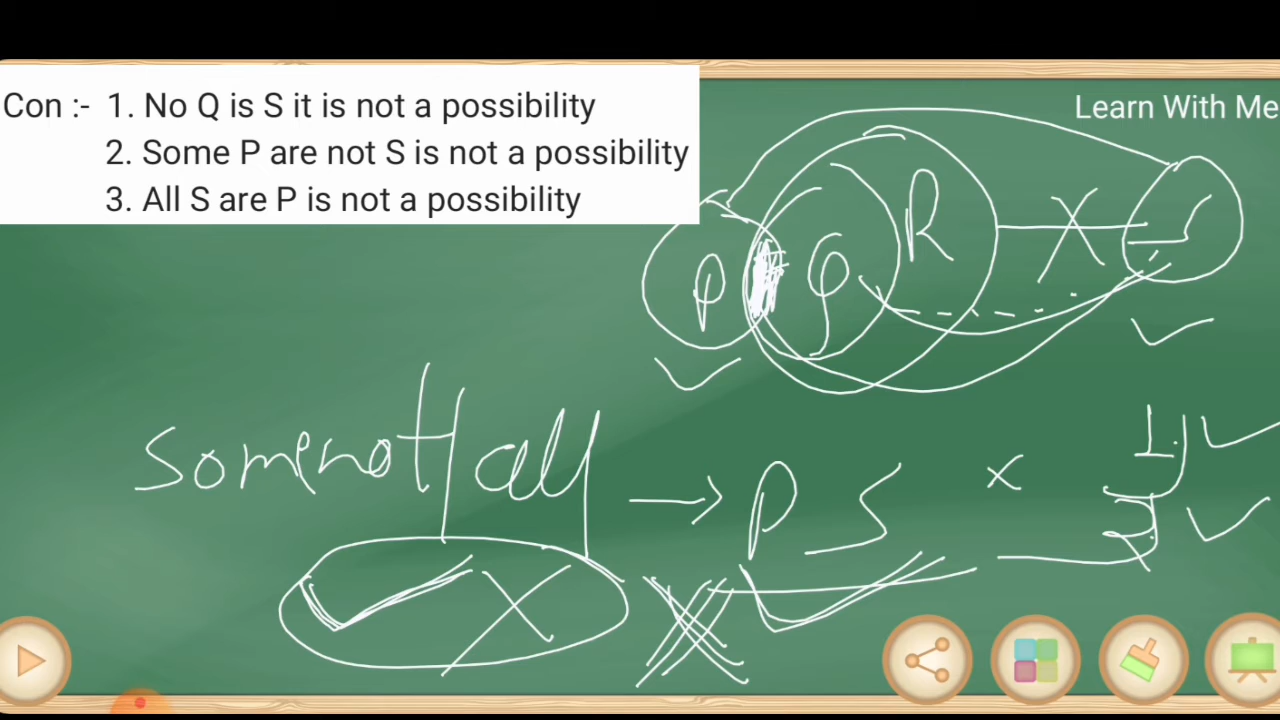 Con :- 1. No Q is S it is not a possibility
2. Some P are not S is not a possibility
3. All S are P is not a possibility
Learn With Me
P Q R S
Some not all
P S